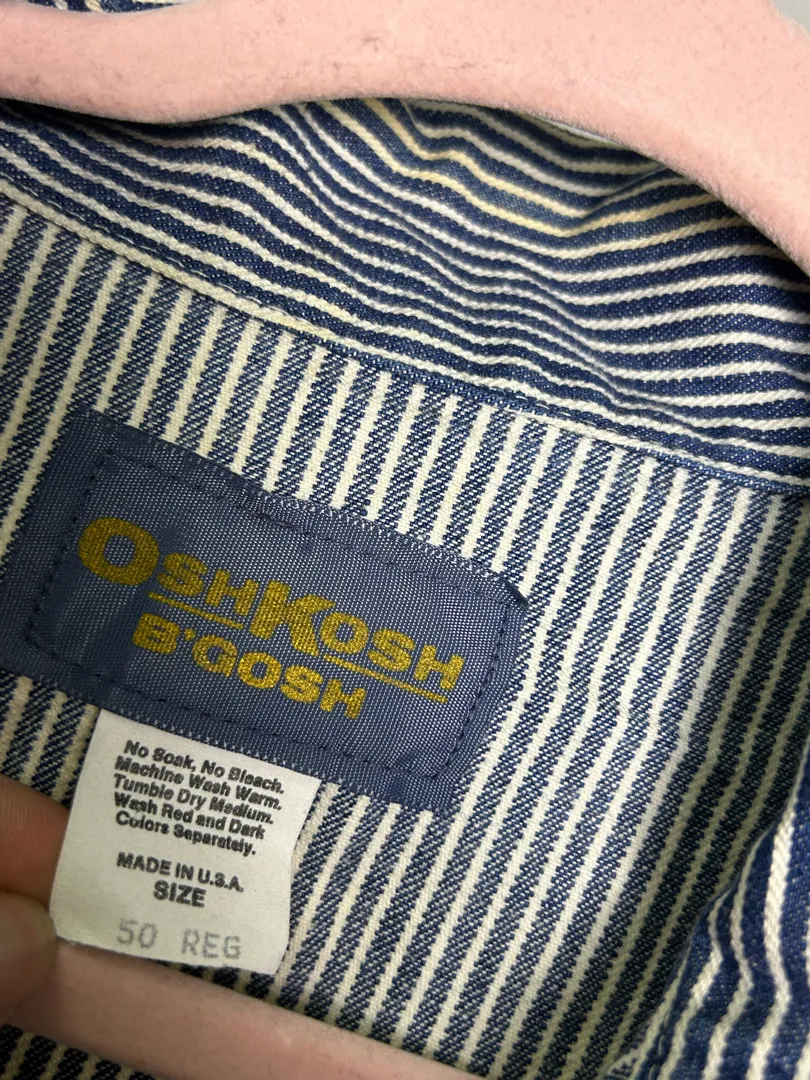 OSHKOSH
B'GOSH
No Soak, No Bleach.
Machine Wash Warm.
Tumble Dry Medium.
Wash Red and Dark
Colors Separately.
MADE IN U.S.A.
SIZE
50 REG